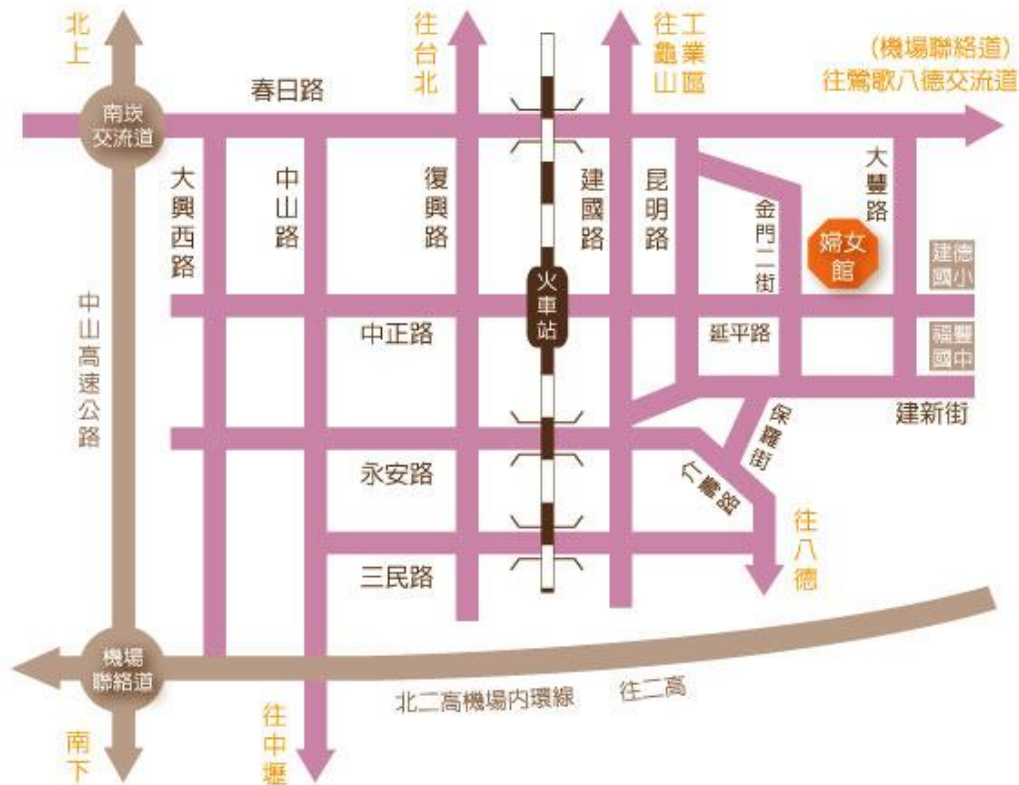 北上
往台北
往龜山
工業區
(機場聯絡道)
往鶯歌八德交流道
春日路
南崁
交流道
大興西路
中山路
復興路
建國路
昆明路
金門二街
大豐路
婦女
館
建德
國小
火車站
中山高速公路
中正路
延平路
福豐
國中
建新街
保羅街
永安路
介壽路
往八德
三民路
機場
聯絡道
北二高機場內環線
往二高
南下
往中壢